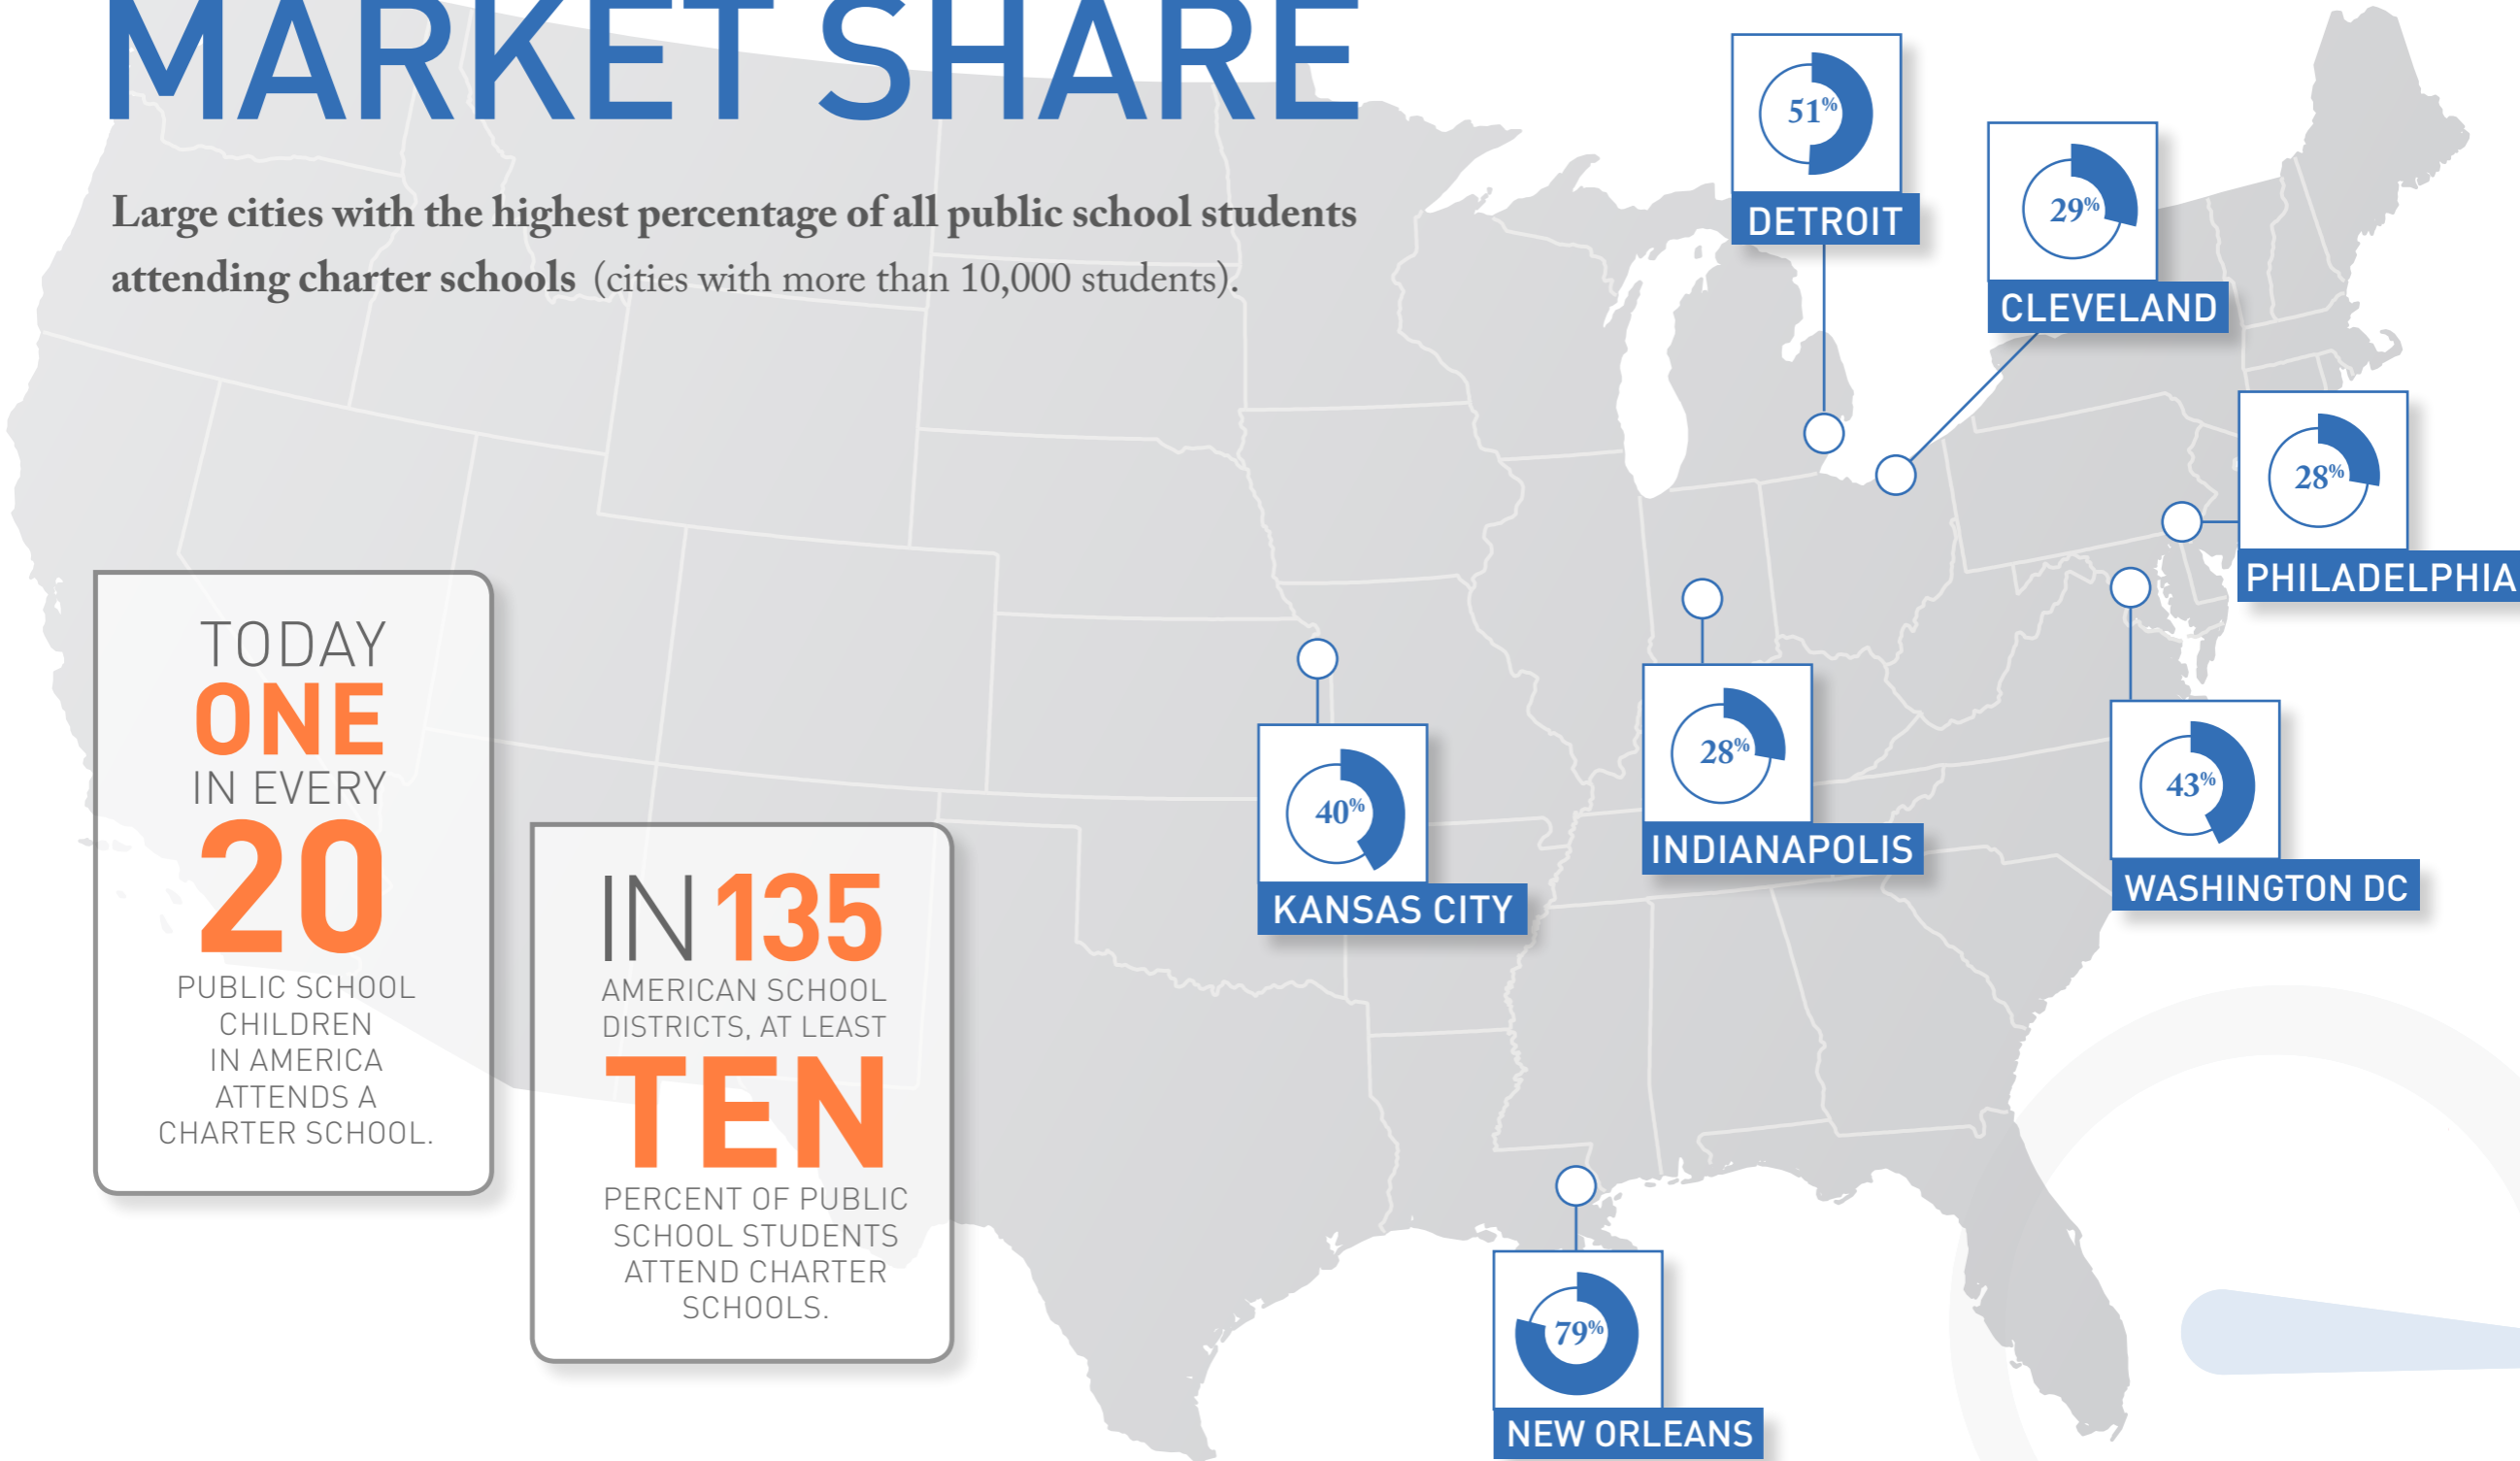 MARKET SHARE
Large cities with the highest percentage of all public school students
attending charter schools (cities with more than 10,000 students).
51%
DETROIT
29%
CLEVELAND
28%
PHILADELPHIA
TODAY
ONE
IN EVERY
20
PUBLIC SCHOOL
CHILDREN
IN AMERICA
ATTENDS A
CHARTER SCHOOL.
IN 135
AMERICAN SCHOOL
DISTRICTS, AT LEAST
TEN
PERCENT OF PUBLIC
SCHOOL STUDENTS
ATTEND CHARTER
SCHOOLS.
40%
KANSAS CITY
28%
INDIANAPOLIS
43%
WASHINGTON DC
79%
NEW ORLEANS